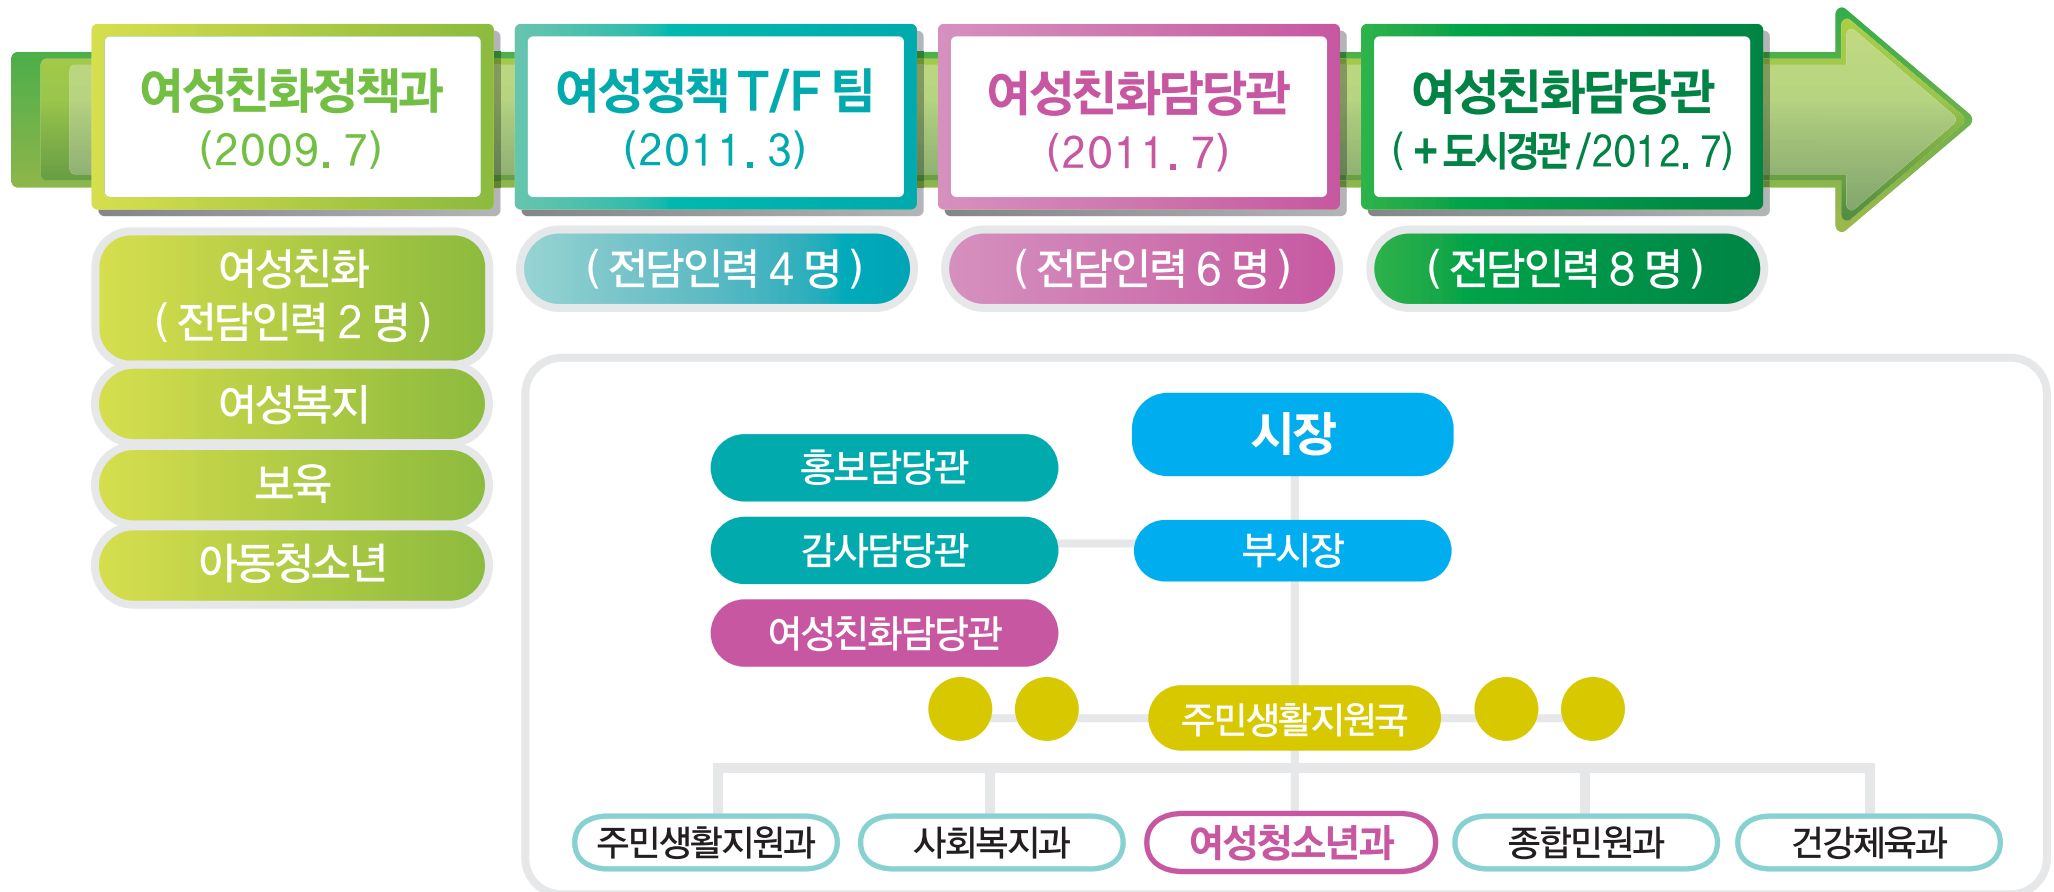 여성친화정책과
(2009. 7)
여성정책 T/F 팀
(2011. 3)
여성친화담당관
(2011. 7)
여성친화담당관
( + 도시경관 /2012. 7)
여성친화
( 전담인력 2 명 )
여성복지
보육
아동청소년
( 전담인력 4 명 )
( 전담인력 6 명 )
( 전담인력 8 명 )
시장
홍보담당관
감사담당관
부시장
여성친화담당관
주민생활지원국
주민생활지원과
사회복지과
여성청소년과
종합민원과
건강체육과